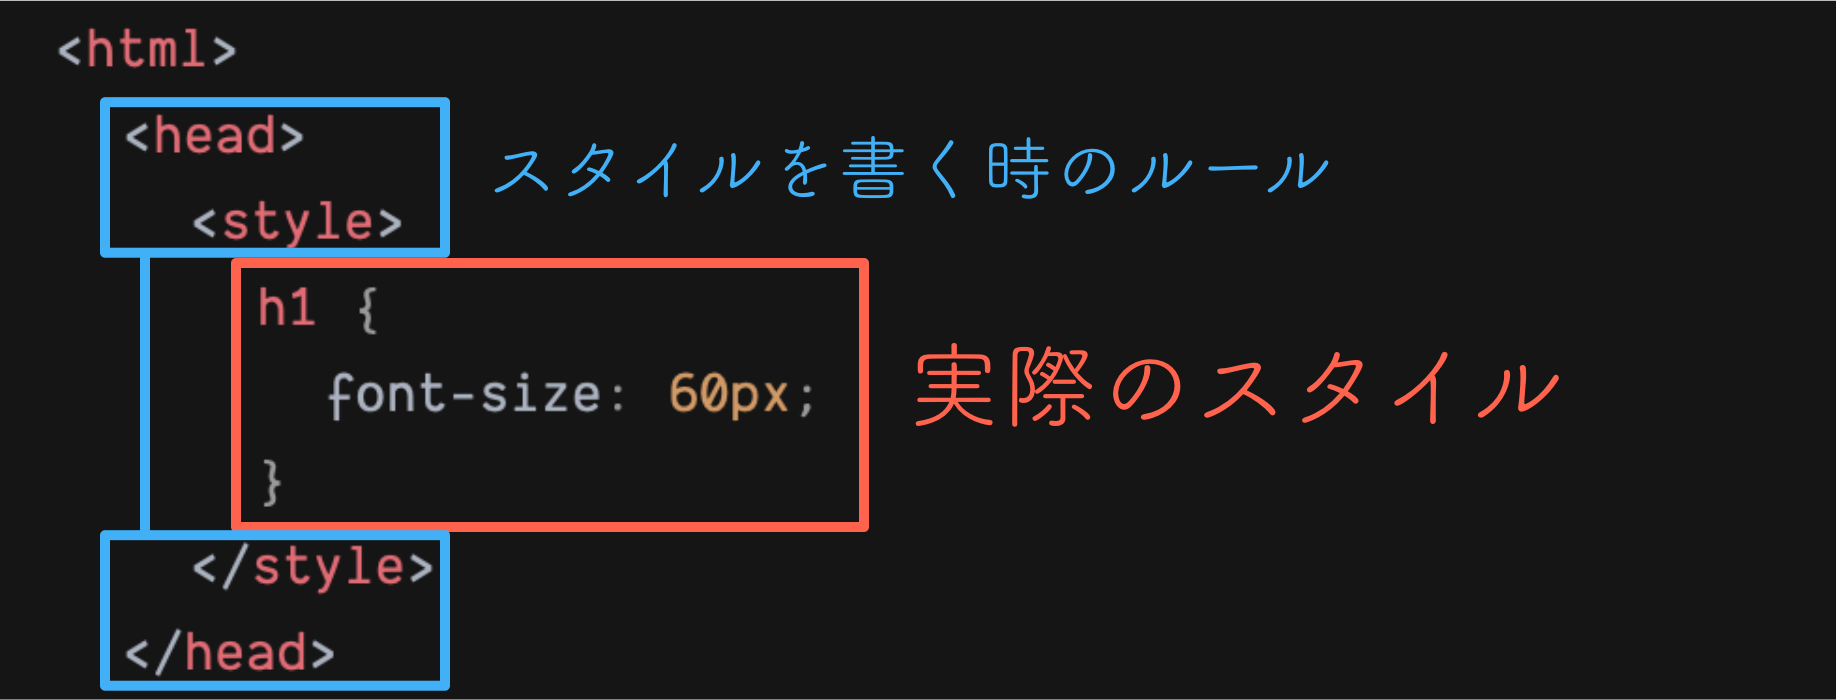 <html>
<head>
スタイルを書く時のルール
<style>
h1 {
font-size: 60px;
実際のスタイル
}
</style>
</head>